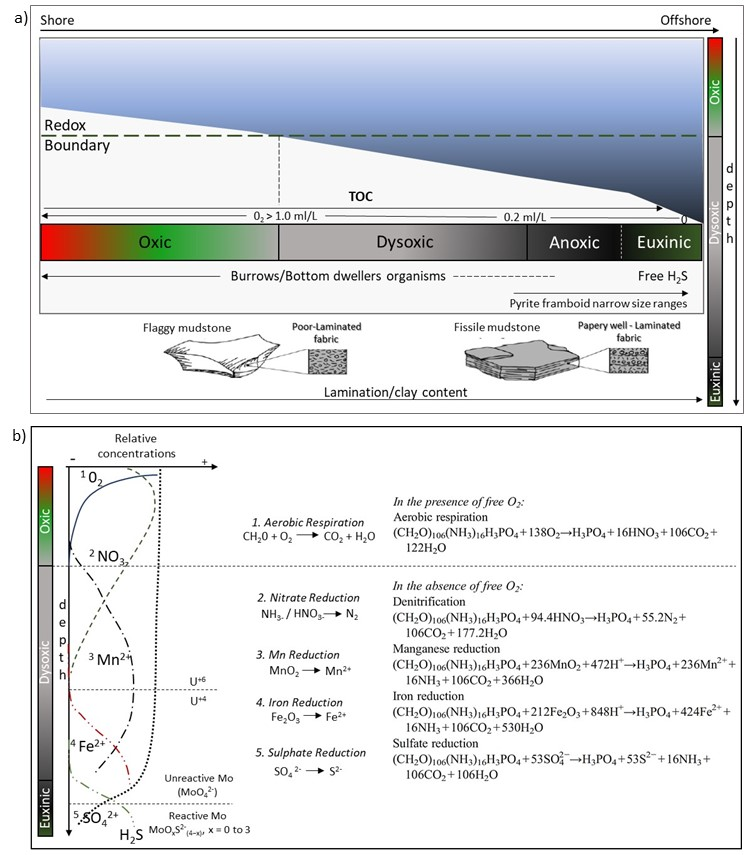 a)
Shore
Offshore
Redox
Boundary
TOC
O₂ > 1.0 ml/L
0.2 ml/L
0
Oxic
Dysoxic
Anoxic
Euxinic
Burrows/Bottom dwellers organisms
Free H₂S
Pyrite framboid narrow size ranges
Flaggy mudstone
Poor-Laminated
fabric
Fissile mudstone
Papery well - Laminated
fabric
Lamination/clay content
Oxic
Dysoxic
Euxinic
depth
b)
Relative
concentrations
-
+
Oxic
Dysoxic
Euxinic
depth
¹ O₂
² NO₃₋
³ Mn²⁺
⁴ Fe²⁺
⁵ SO₄²⁺
H₂S
U⁺⁶
U⁺⁴
Unreactive Mo
(MoO₄²⁻)
Reactive Mo
MoOₓS²⁻₍₄₋ₓ₎, x = 0 to 3
1. Aerobic Respiration
CH₂0 + O₂ → CO₂ + H₂O
2. Nitrate Reduction
NH₃₋ / HNO₃₋ → N₂
3. Mn Reduction
MnO₂ → Mn²⁺
4. Iron Reduction
Fe₂O₃ → Fe²⁺
5. Sulphate Reduction
SO₄ ²⁻ → S²⁻
In the presence of free O₂:
Aerobic respiration
(CH₂O)₁₀₆(NH₃)₁₆H₃PO4 + 138O₂→H₃PO₄ + 16HNO₃ + 106CO₂ +
122H₂O
In the absence of free O₂:
Denitrification
(CH₂O)₁₀₆(NH₃)₁₆H₃PO4 + 94.4HNO₃→H₃PO₄ + 55.2N₂ +
106CO₂ + 177.2H₂O
Manganese reduction
(CH₂O)₁₀₆(NH₃)₁₆H₃PO4 + 236MnO₂ + 472H⁺→H₃PO₄ + 236Mn²⁺ +
16NH₃ + 106CO₂ + 366H₂O
Iron reduction
(CH₂O)₁₀₆(NH₃)₁₆H₃PO4 + 212Fe₂O₃ + 848H⁺→H₃PO₄ + 424Fe²⁺ +
16NH₃ + 106CO₂ + 530H₂O
Sulfate reduction
(CH₂O)₁₀₆(NH₃)₁₆H₃PO4 + 53SO₄²⁻→H₃PO₄ + 53S²⁻ + 16NH₃ +
106CO₂ + 106H₂O